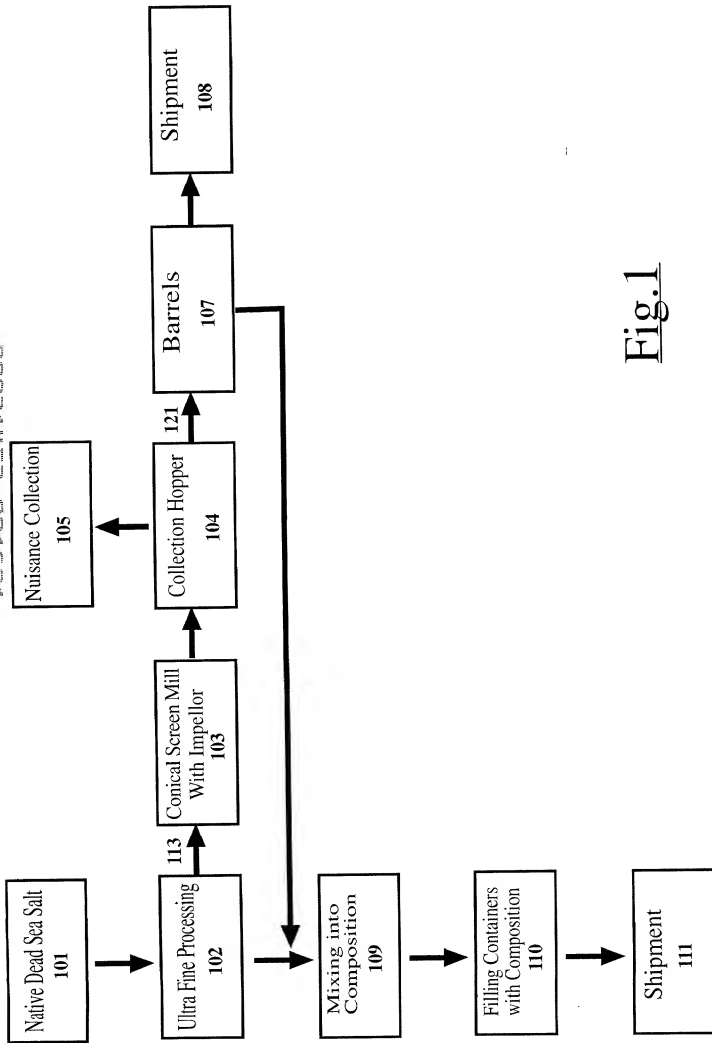 Native Dead Sea Salt
101
Ultra Fine Processing
102
113
Conical Screen Mill
With Impellor
103
Collection Hopper
104
Nuisance Collection
105
121
Barrels
107
Shipment
108
Mixing into
Composition
109
Filling Containers
with Composition
110
Shipment
111
Fig.1